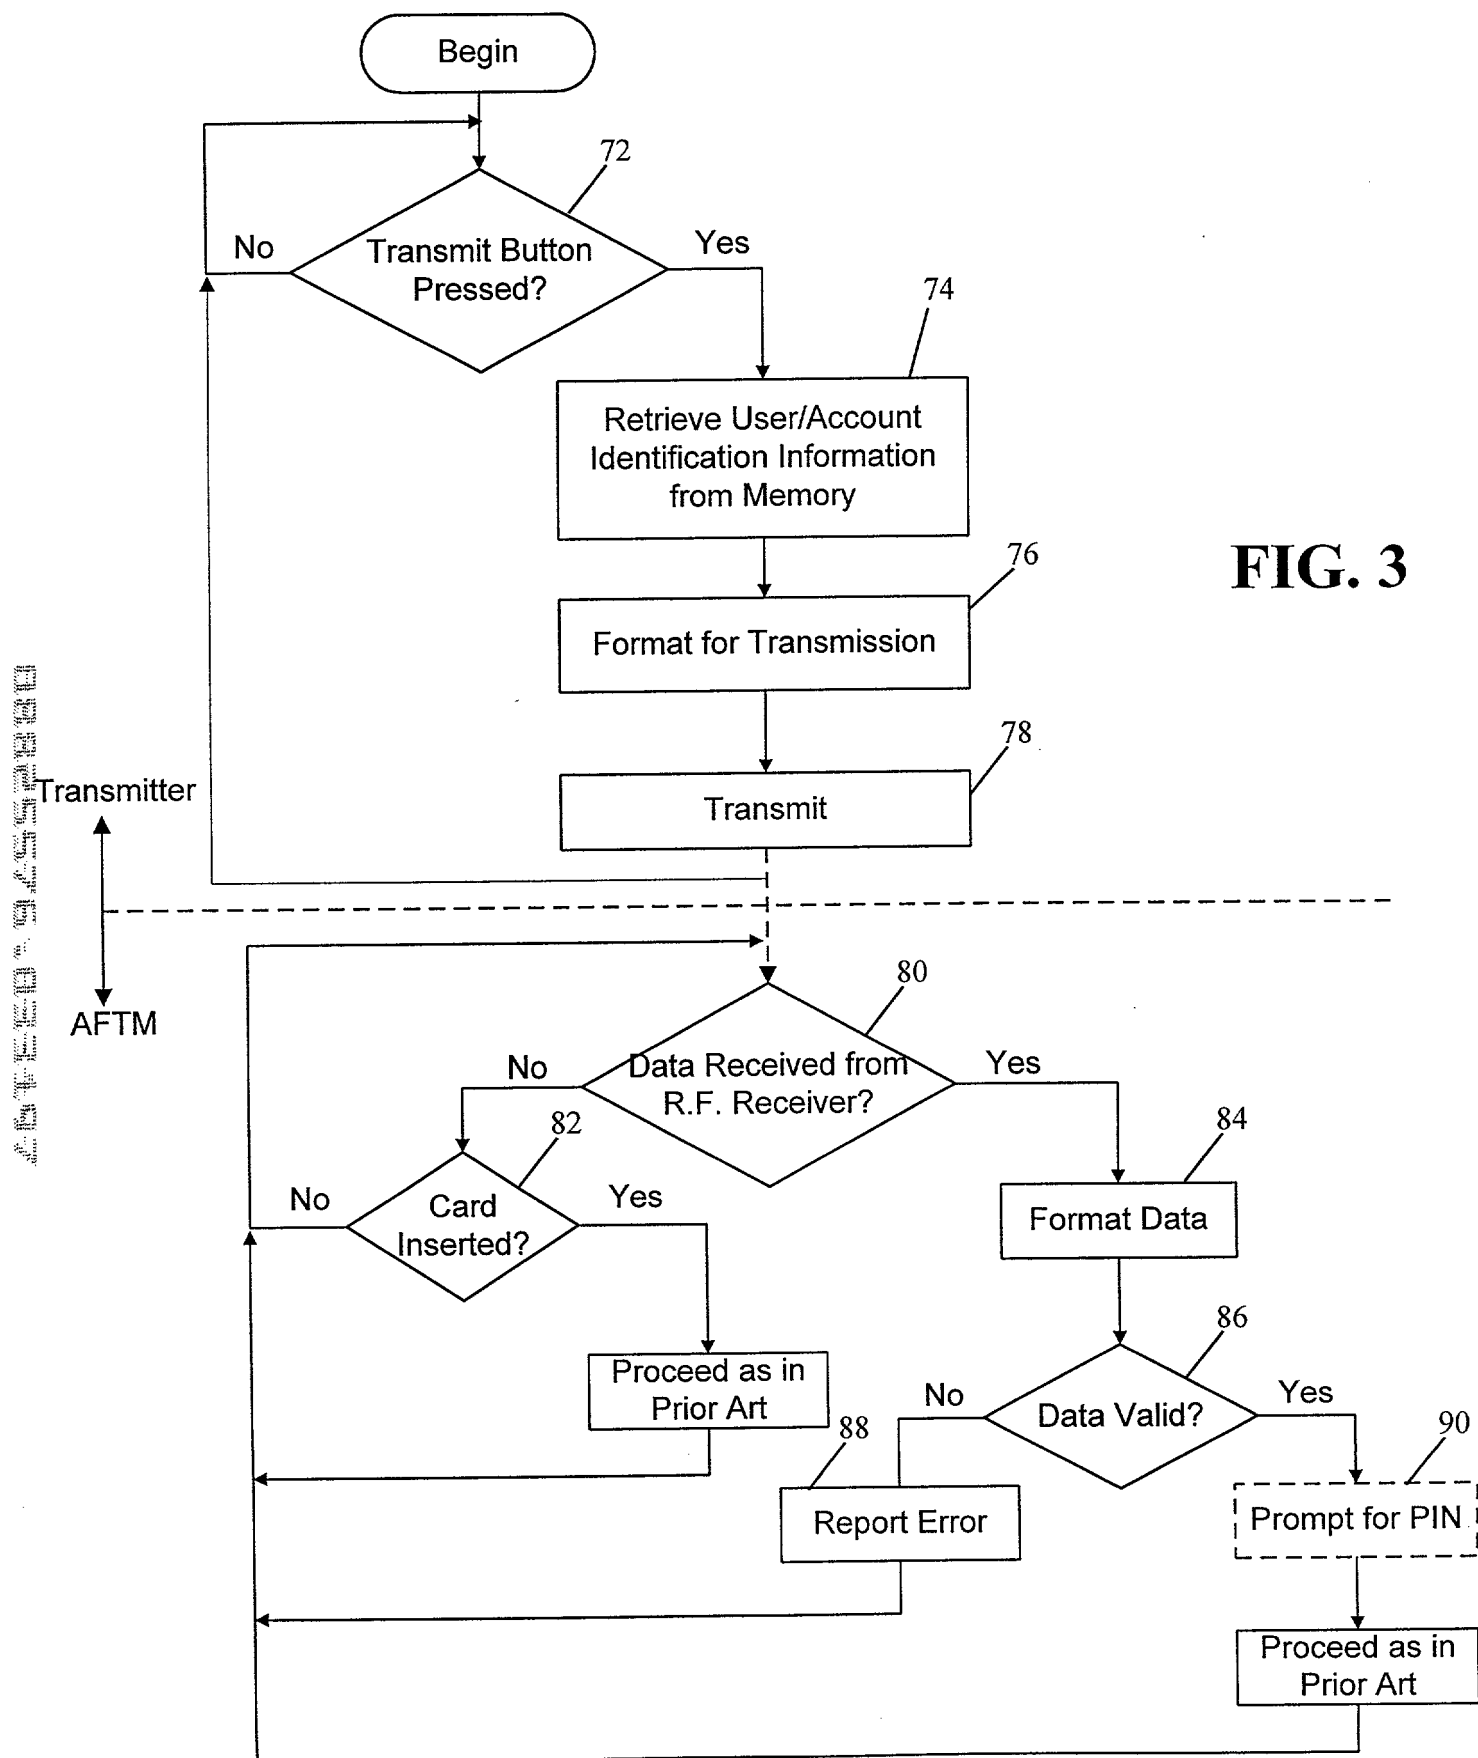 Begin
72
No
Transmit Button
Pressed?
Yes
74
Retrieve User/Account
Identification Information
from Memory
FIG. 3
76
Format for Transmission
78
Transmitter
Transmit
AFTM
80
No
Data Received from
R.F. Receiver?
Yes
82
84
No
Card
Inserted?
Yes
Format Data
86
Proceed as in
Prior Art
No
Data Valid?
Yes
88
90
Report Error
Prompt for PIN
Proceed as in
Prior Art